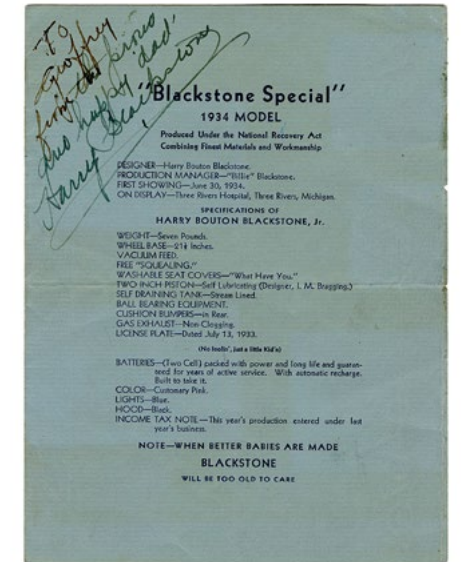 To
Geoffrey
from the
and happy 'dad',
Harry Blackstone
"Blackstone Special"
1934 MODEL
Produced Under the National Recovery Act
Combining Finest Materials and Workmanship
DESIGNER—Harry Bouton Blackstone.
PRODUCTION MANAGER—"Billie" Blackstone.
FIRST SHOWING—June 30, 1934.
ON DISPLAY—Three Rivers Hospital, Three Rivers, Michigan.
SPECIFICATIONS OF
HARRY BOUTON BLACKSTONE, Jr.
WEIGHT—Seven Pounds.
WHEEL BASE—21½ Inches.
VACUUM FEED.
FREE "SQUEALING."
WASHABLE SEAT COVERS—"What Have You."
TWO INCH PISTON—Self Lubricating (Designer, I. M. Bragging.)
SELF DRAINING TANK—Stream Lined.
BALL BEARING EQUIPMENT.
CUSHION BUMPERS—in Rear.
GAS EXHAUST—Non-Clogging.
LICENSE PLATE—Dated July 13, 1933.
(No foolin', just a little Kid'n)
BATTERIES—(Two Cell) packed with power and long life and guaran-
teed for years of active service. With automatic recharge.
Built to take it.
COLOR—Customary Pink.
LIGHTS—Blue.
HOOD—Black.
INCOME TAX NOTE—This year's production entered under last
year's business.
NOTE—WHEN BETTER BABIES ARE MADE
BLACKSTONE
WILL BE TOO OLD TO CARE